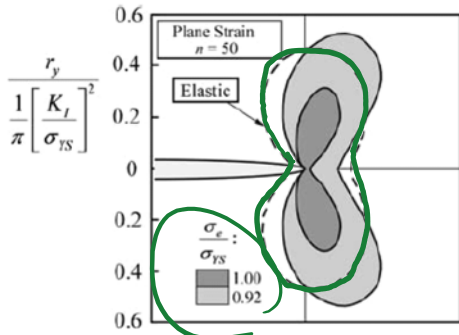 0.6
Plane Strain
n = 50
0.4
Elastic
r_y
0.2
1/π [K_I/σ_YS]^2
0
0.2
σ_e/σ_YS :
1.00
0.4
0.92
0.6